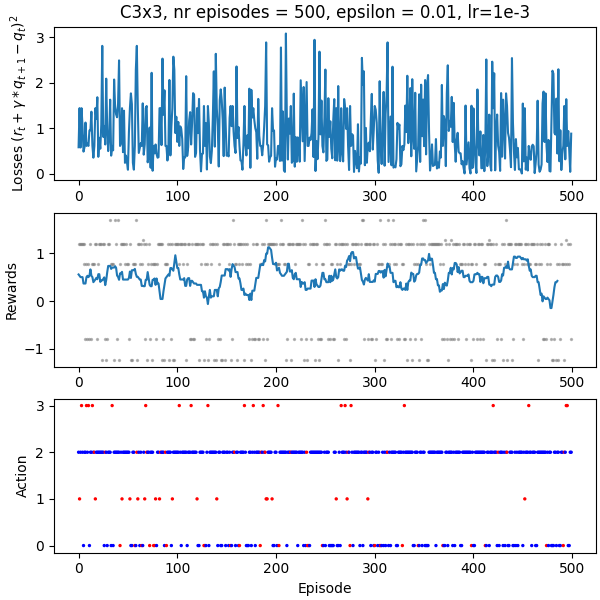 C3x3, nr episodes = 500, epsilon = 0.01, lr=1e-3
Losses $(r_t + \gamma * q_{t+1} - q_t)^2$
3
2
1
0
0 100 200 300 400 500
Rewards
1
0
−1
0 100 200 300 400 500
Action
3
2
1
0
0 100 200 300 400 500
Episode